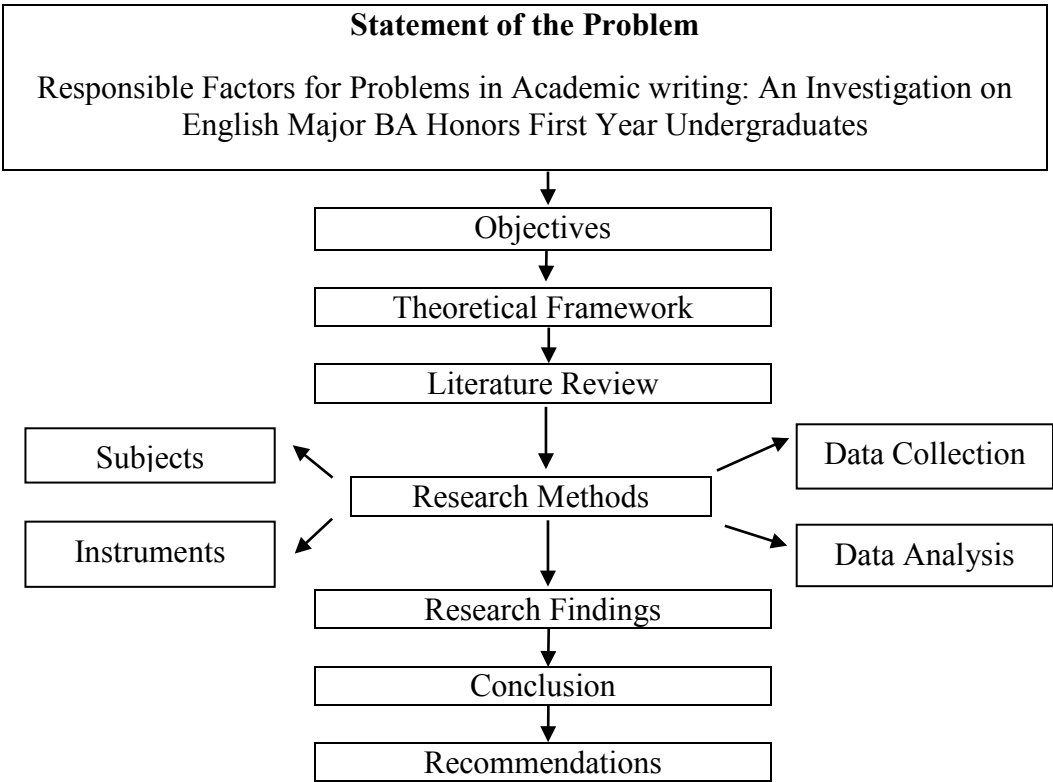 Statement of the Problem
Responsible Factors for Problems in Academic writing: An Investigation on
English Major BA Honors First Year Undergraduates
Objectives
Theoretical Framework
Literature Review
Subjects
Data Collection
Research Methods
Instruments
Data Analysis
Research Findings
Conclusion
Recommendations